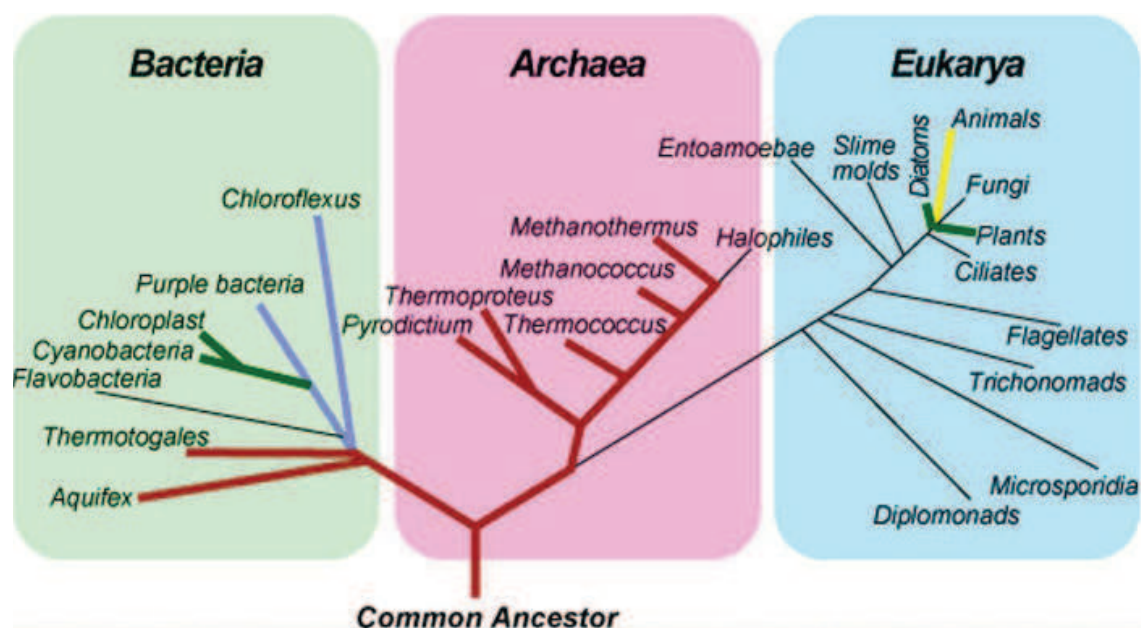 Bacteria
Archaea
Eukarya
Chloroflexus
Purple bacteria
Chloroplast
Cyanobacteria
Flavobacteria
Thermotogales
Aquifex
Methanothermus
Halophiles
Methanococcus
Thermoproteus
Pyrodictium
Thermococcus
Entoamoebae
Slime
molds
Diatoms
Animals
Fungi
Plants
Ciliates
Flagellates
Trichonomads
Microsporidia
Diplomonads
Common Ancestor